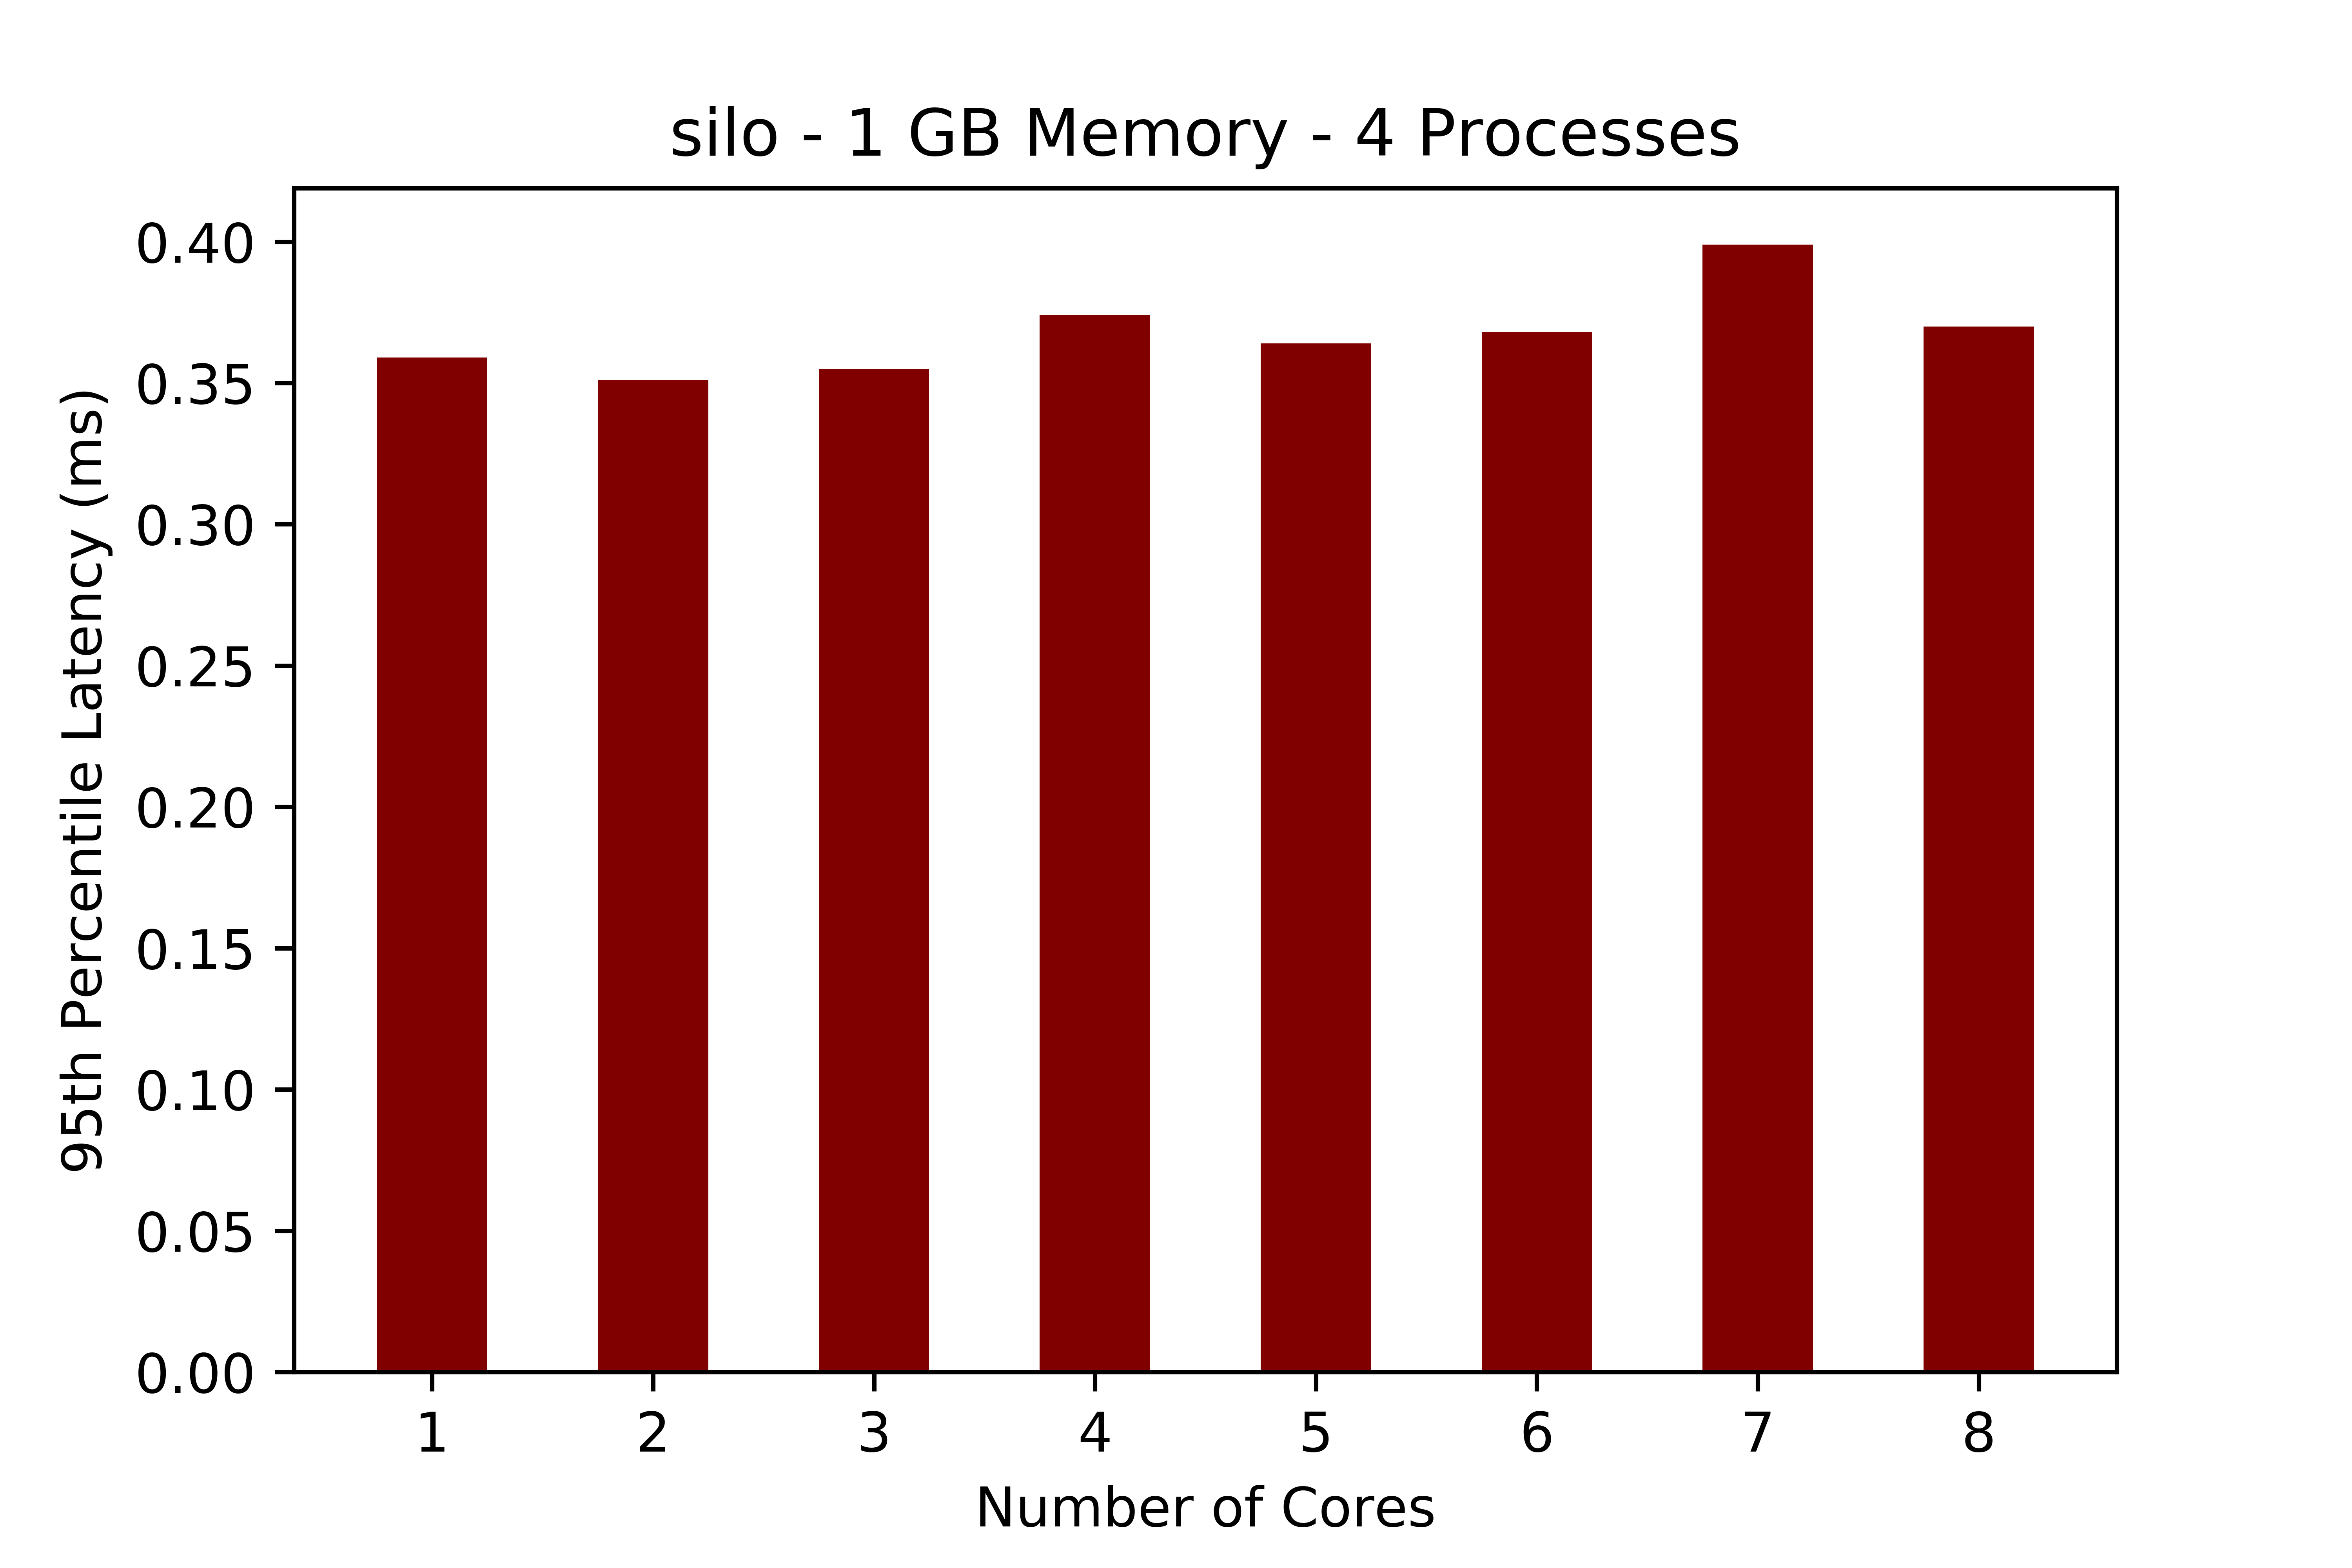 silo - 1 GB Memory - 4 Processes
95th Percentile Latency (ms)
0.40
0.35
0.30
0.25
0.20
0.15
0.10
0.05
0.00
1 2 3 4 5 6 7 8
Number of Cores